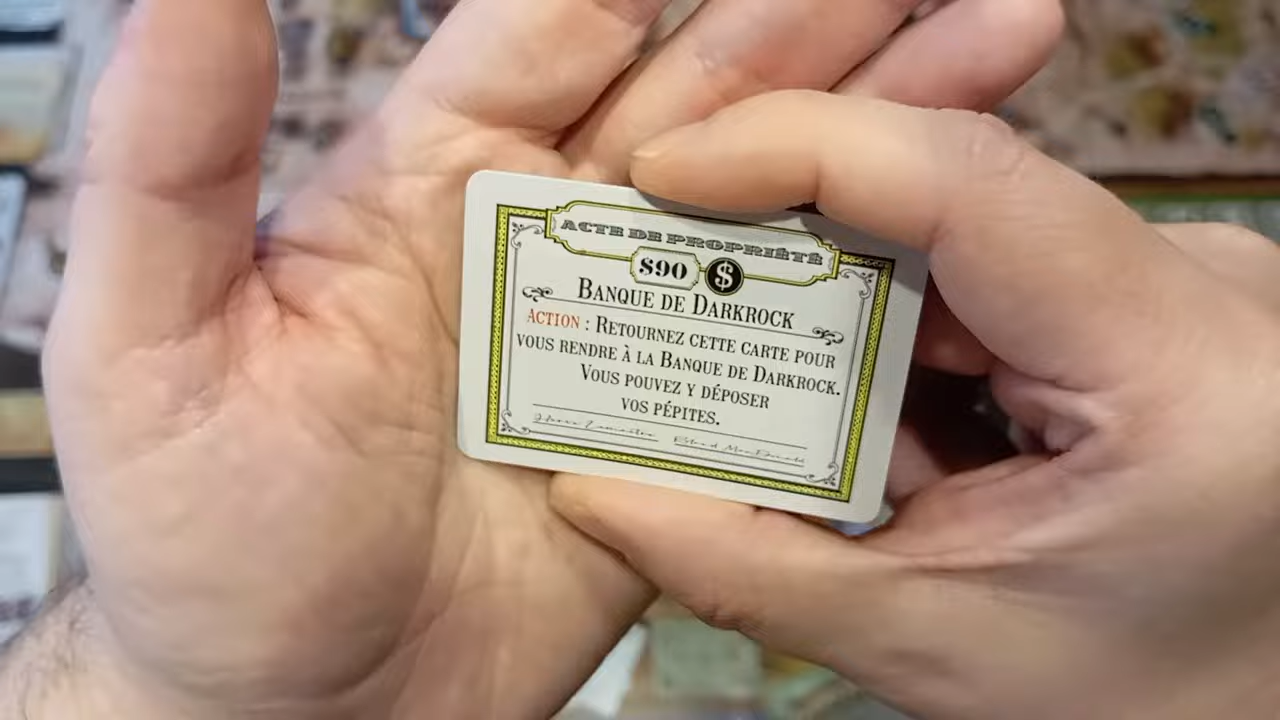 ACTE DE PROPRIÉTÉ
$90 $
BANQUE DE DARKROCK
ACTION : RETOURNEZ CETTE CARTE POUR
VOUS RENDRE À LA BANQUE DE DARKROCK.
VOUS POUVEZ Y DÉPOSER
VOS PÉPITES.